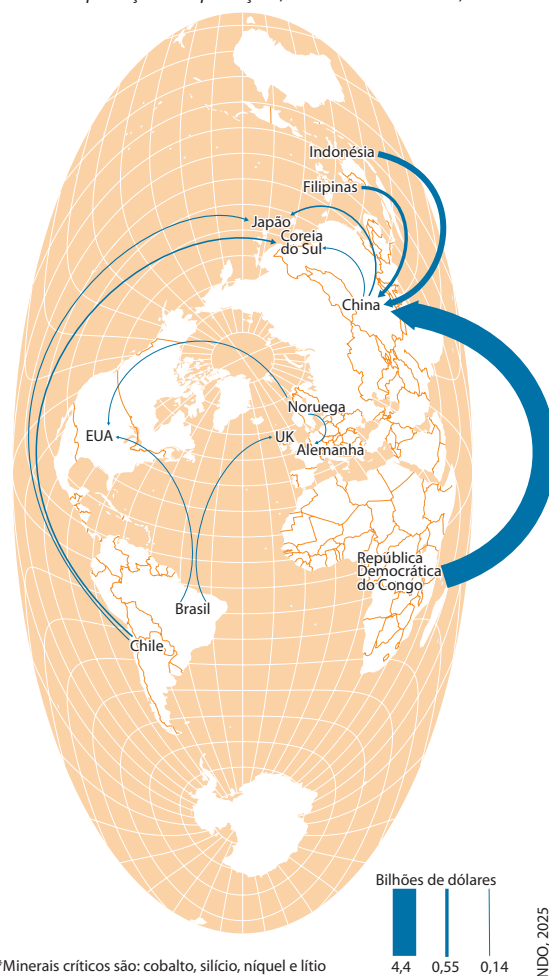 Indonésia
Filipinas
Japão
Coreia
do Sul
China
Noruega
EUA
UK
Alemanha
República
Democrática
do Congo
Brasil
Chile
Bilhões de dólares
4,4
0,55
0,14
*Minerais críticos são: cobalto, silício, níquel e lítio
NDO, 2025